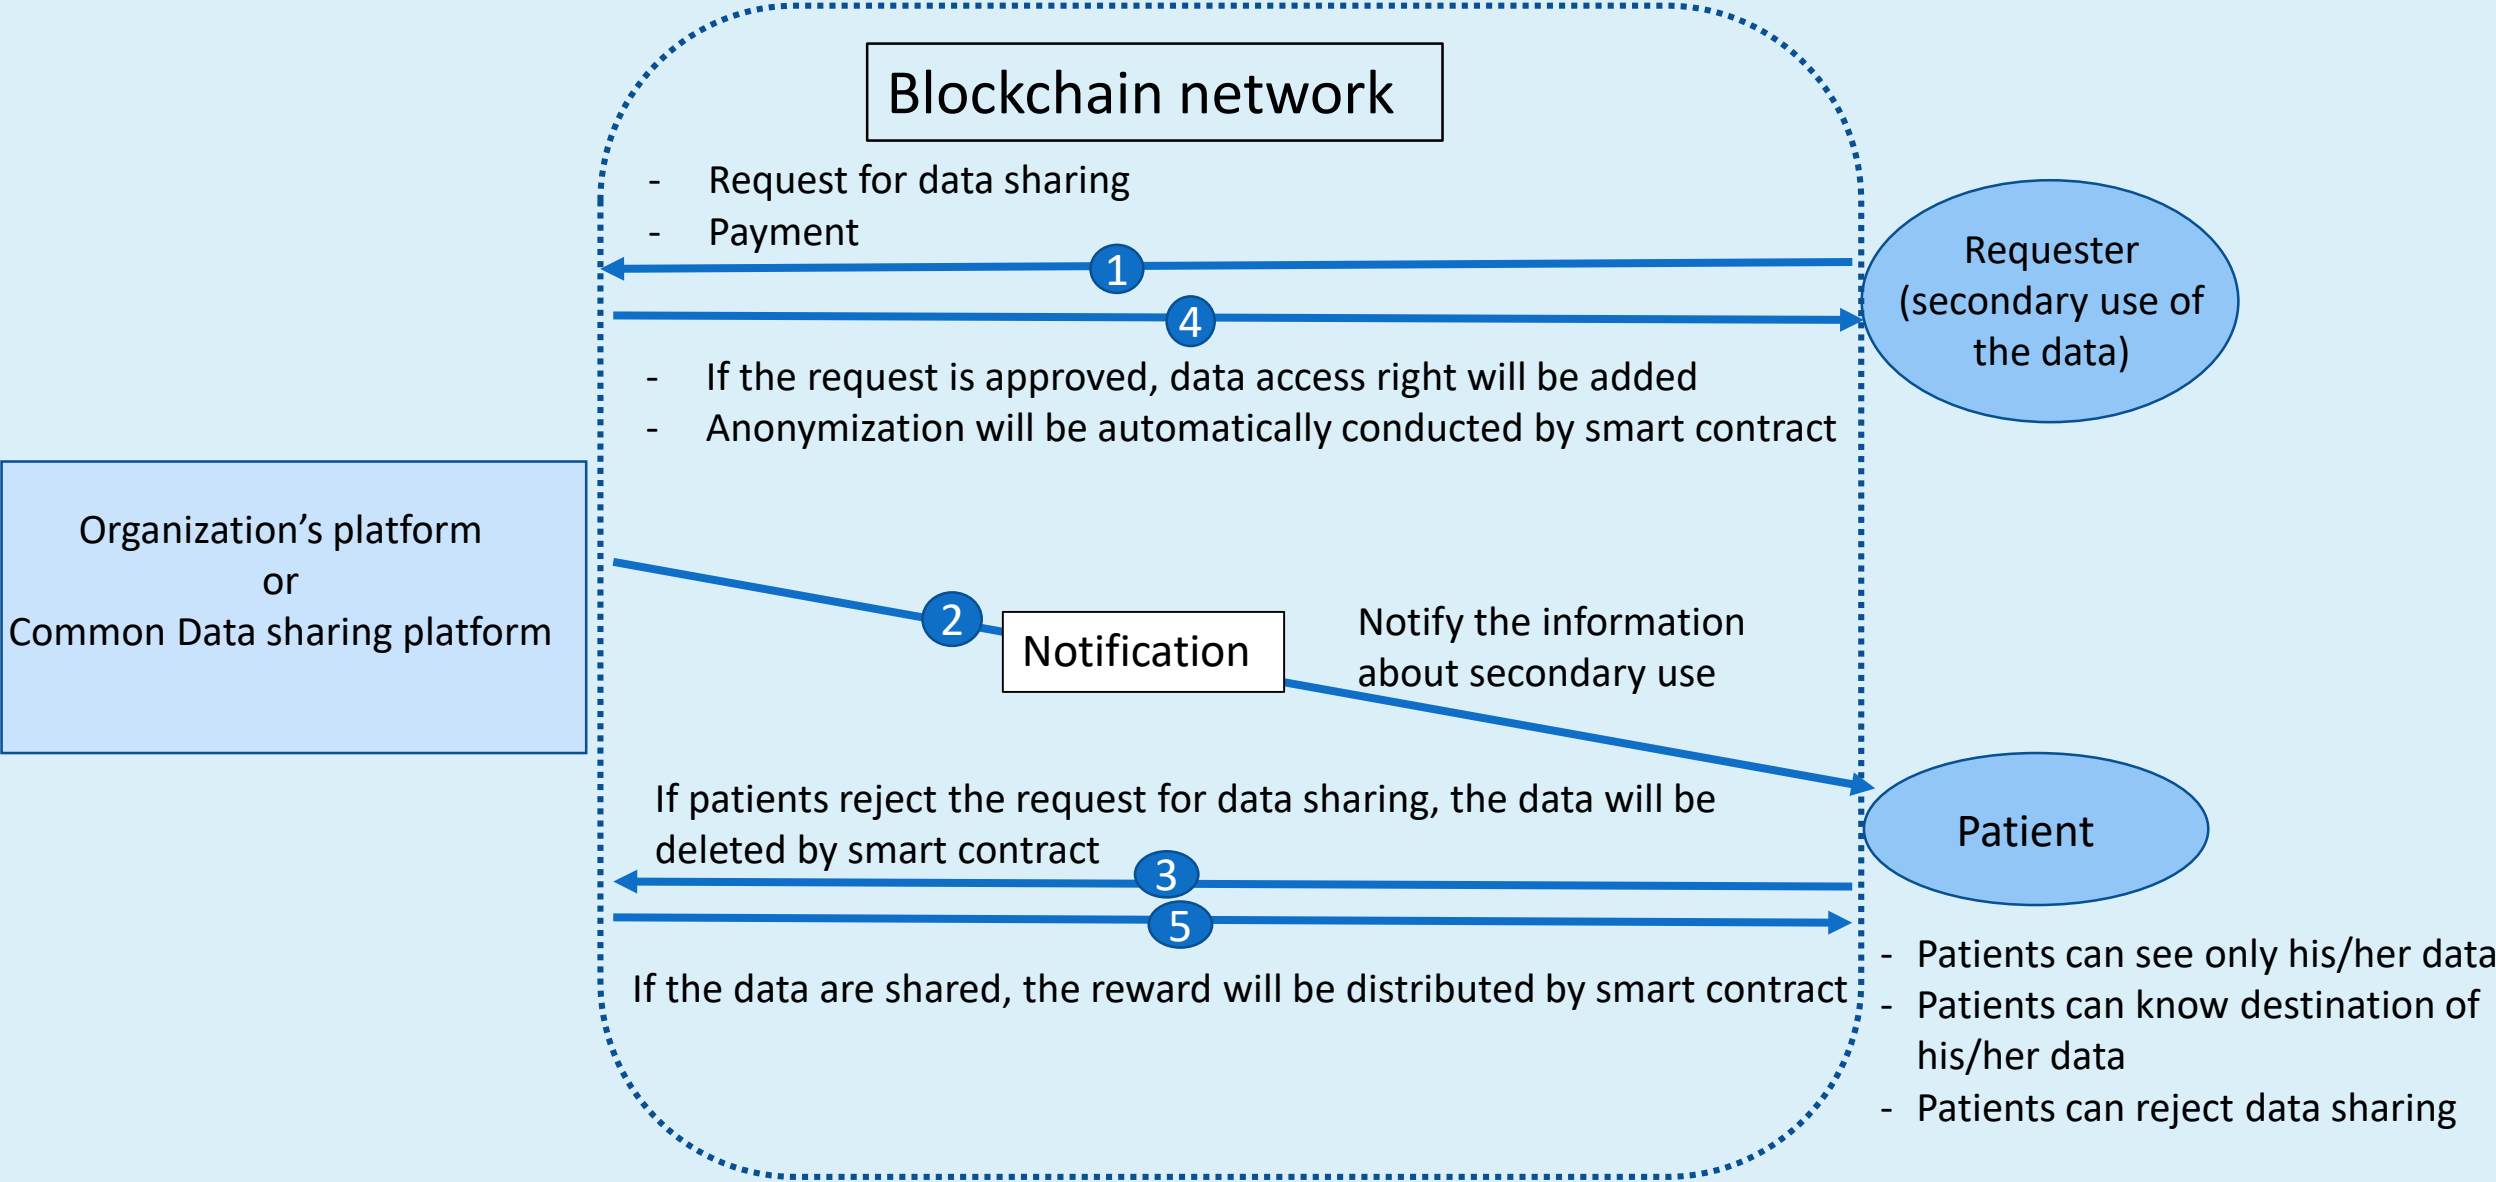 Blockchain network
- Request for data sharing
- Payment
1
4
Requester
(secondary use of
the data)
- If the request is approved, data access right will be added
- Anonymization will be automatically conducted by smart contract
Organization’s platform
or
Common Data sharing platform
2
Notification
Notify the information
about secondary use
If patients reject the request for data sharing, the data will be
deleted by smart contract
3
5
Patient
If the data are shared, the reward will be distributed by smart contract
- Patients can see only his/her data
- Patients can know destination of
his/her data
- Patients can reject data sharing